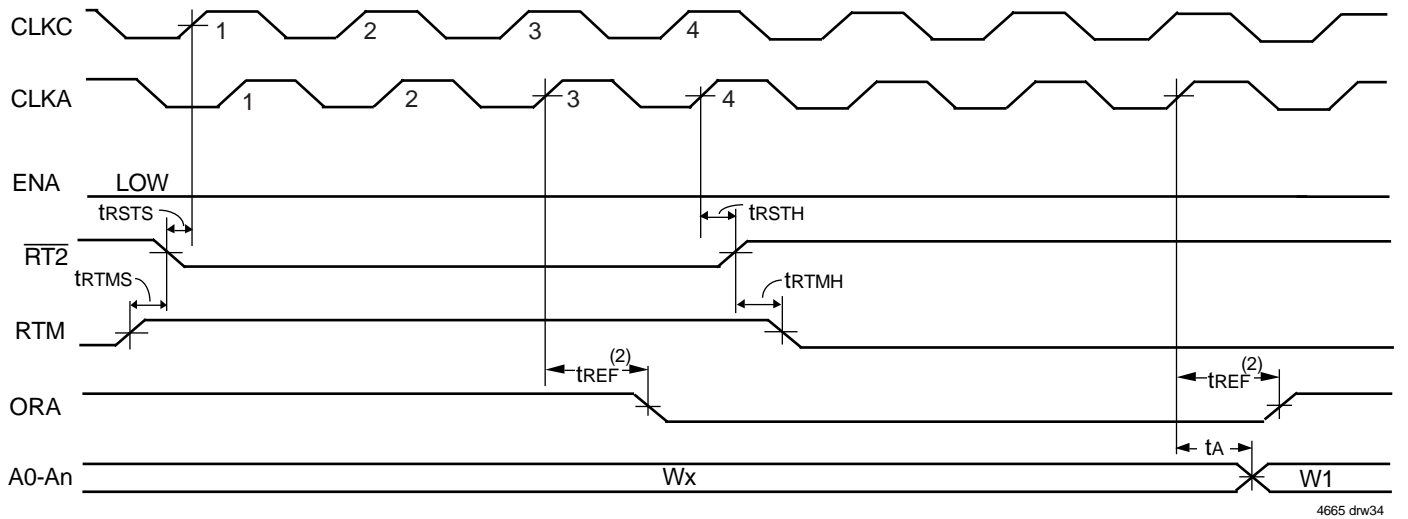 CLKC 1 2 3 4
CLKA 1 2 3 4
ENA LOW
tRSTS tRSTH
RT2
tRTMS tRTMH
RTM
tREF(2) tREF(2)
ORA
tA
A0-An Wx W1
4665 drw34